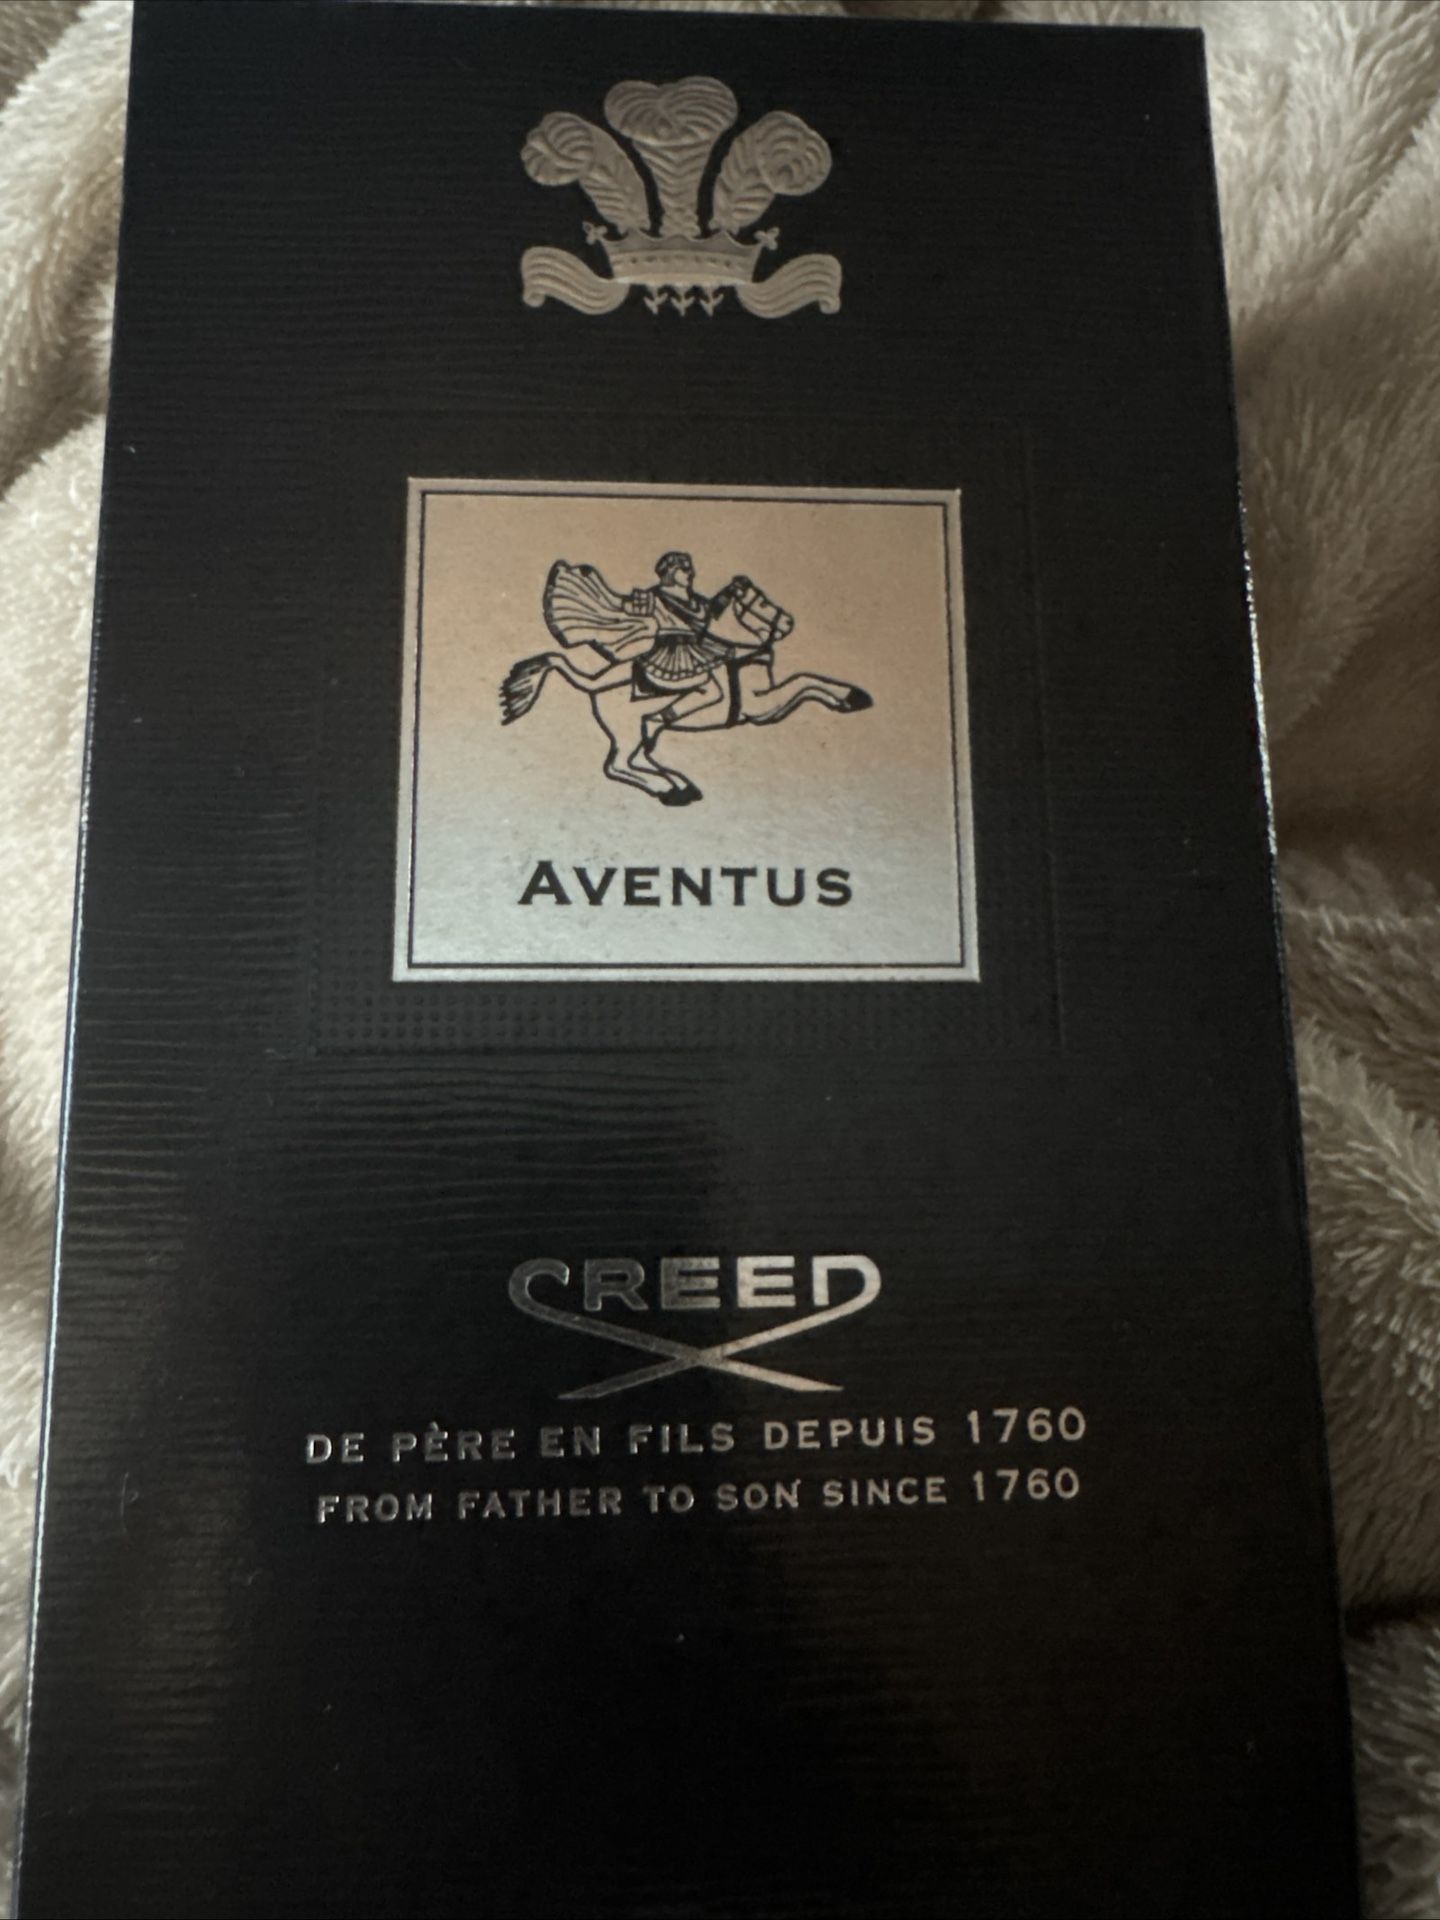 AVENTUS
CREED
DE PÈRE EN FILS DEPUIS 1760
FROM FATHER TO SON SINCE 1760